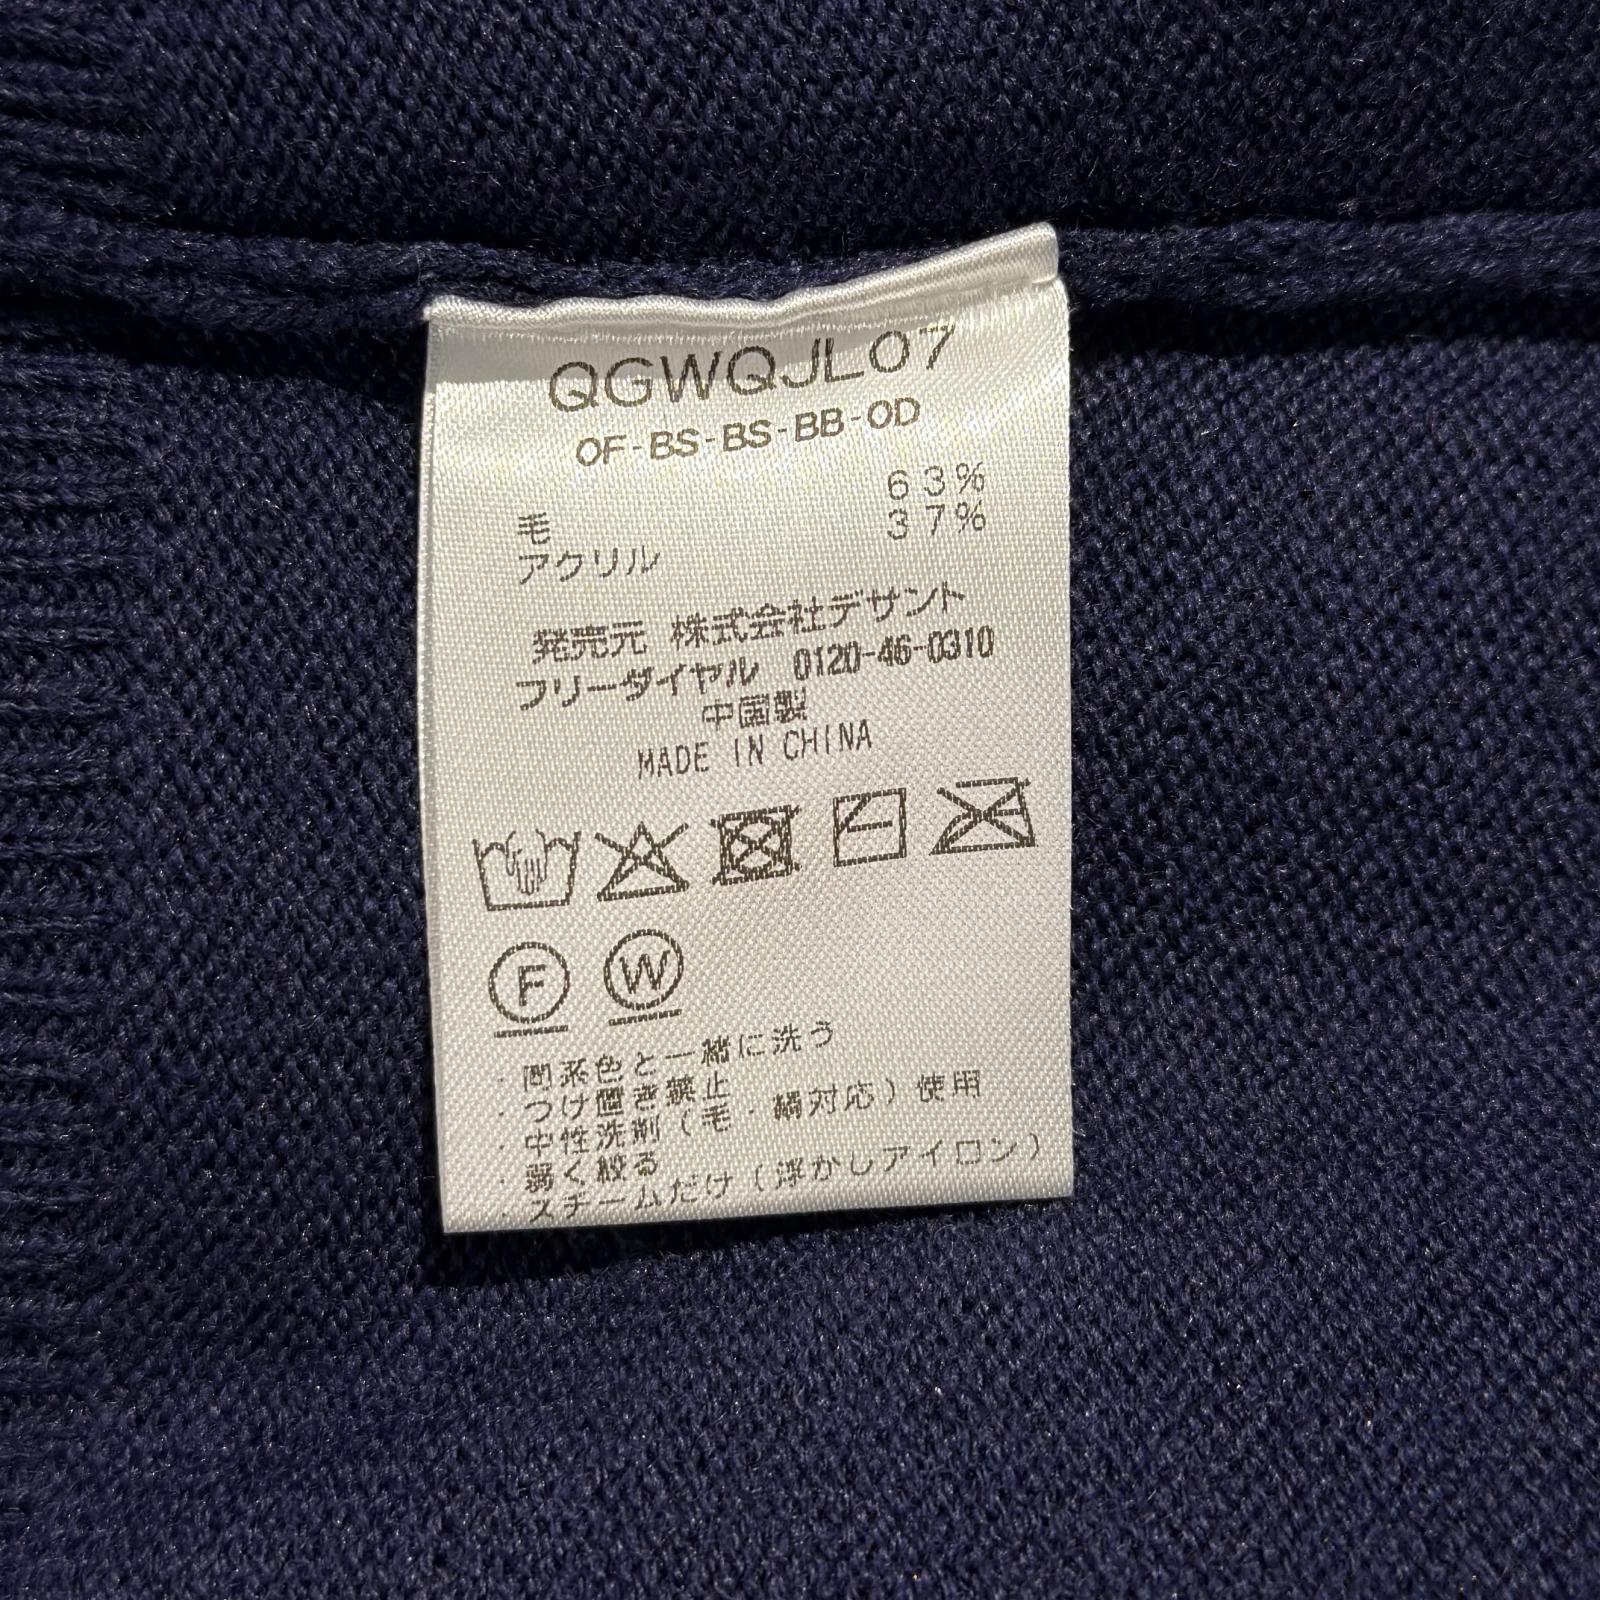 QGWQJL07
OF-BS-BS-BB-OD
毛 63%
アクリル 37%
発売元 株式会社デサント
フリーダイヤル 0120-46-0310
中国製
MADE IN CHINA
F W
・同系色と一緒に洗う
・つけ置き禁止
・中性洗剤(毛・絹対応)使用
・弱く絞る
・スチームだけ(浮かしアイロン)